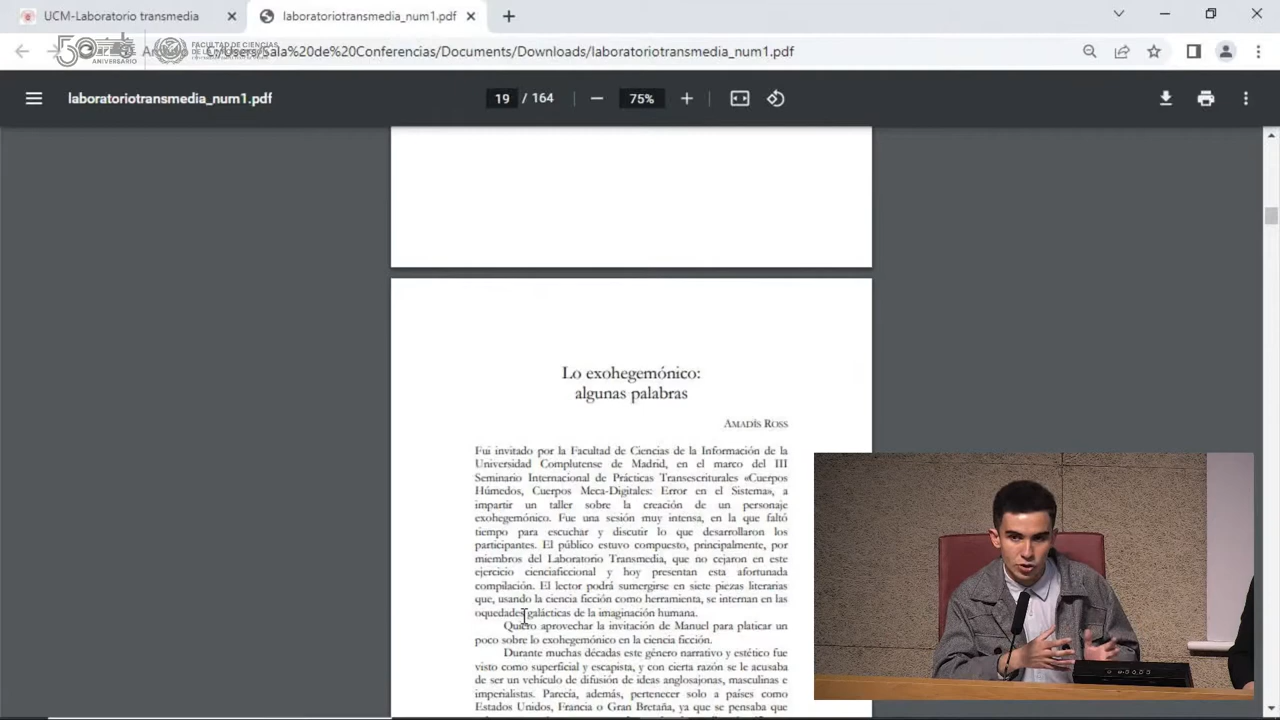 UCM-Laboratorio transmedia
laboratoriotransmedia_num1.pdf
50
ANIVERSARIO
FACULTAD DE CIENCIAS
C:/Users/Sala%20de%20Conferencias/Documents/Downloads/laboratoriotransmedia_num1.pdf
laboratoriotransmedia_num1.pdf
19 / 164
75%
Lo exohegemónico:
algunas palabras
AMADÍS ROSS
Fui invitado por la Facultad de Ciencias de la Información de la
Universidad Complutense de Madrid, en el marco del III
Seminario Internacional de Prácticas Transescriturales «Cuerpos
Húmedos, Cuerpos Meca-Digitales: Error en el Sistema», a
impartir un taller sobre la creación de un personaje
exohegemónico. Fue una sesión muy intensa, en la que faltó
tiempo para escuchar y discutir lo que desarrollaron los
participantes. El público estuvo compuesto, principalmente, por
miembros del Laboratorio Transmedia, que no cejaron en este
ejercicio cienciaficcional y hoy presentan esta afortunada
compilación. El lector podrá sumergirse en siete piezas literarias
que, usando la ciencia ficción como herramienta, se internan en las
oquedades galácticas de la imaginación humana.
Quiero aprovechar la invitación de Manuel para platicar un
poco sobre lo exohegemónico en la ciencia ficción.
Durante muchas décadas este género narrativo y estético fue
visto como superficial y escapista, y con cierta razón se le acusaba
de ser un vehículo de difusión de ideas anglosajonas, masculinas e
imperialistas. Parecía, además, pertenecer solo a países como
Estados Unidos, Francia o Gran Bretaña, ya que se pensaba que